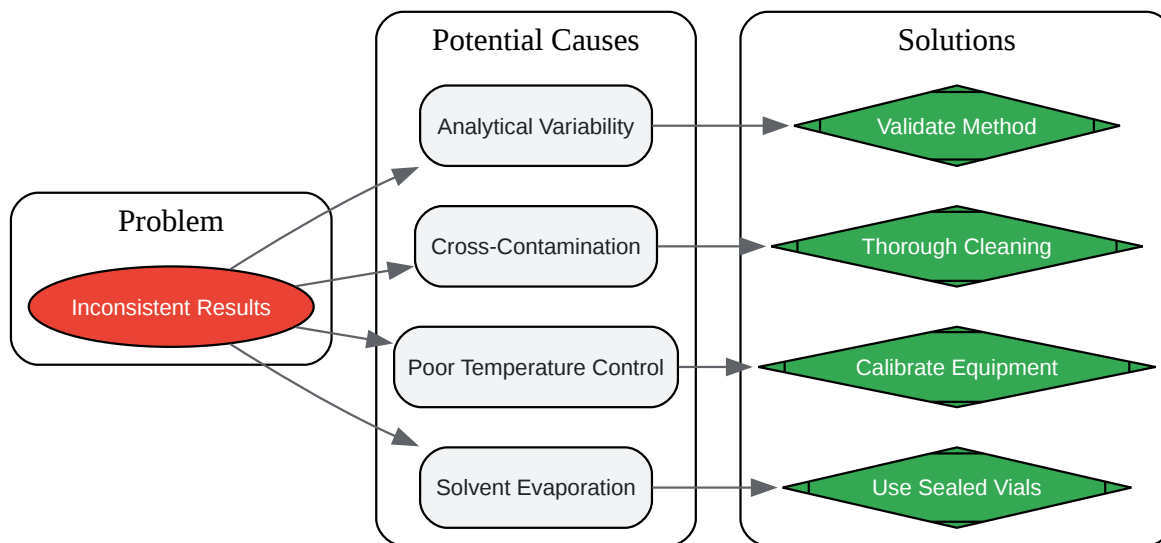 Problem
Inconsistent Results
Potential Causes
Analytical Variability
Cross-Contamination
Poor Temperature Control
Solvent Evaporation
Solutions
Validate Method
Thorough Cleaning
Calibrate Equipment
Use Sealed Vials